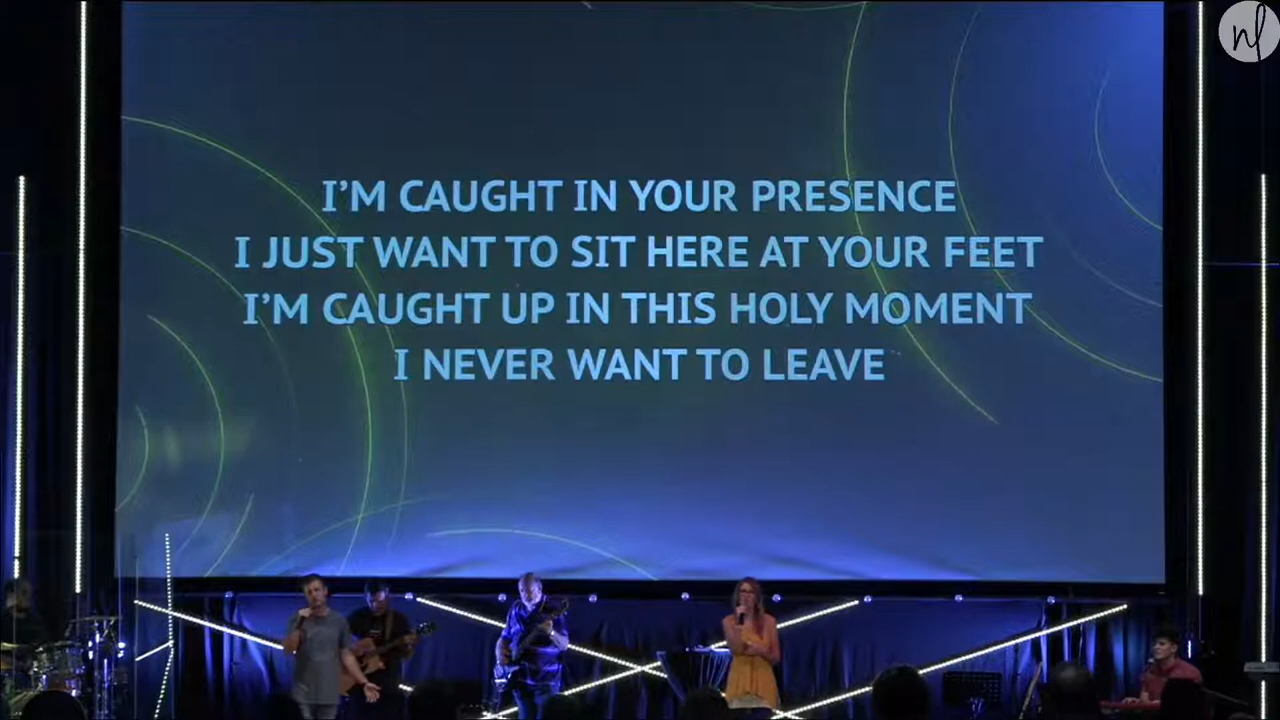 nl
I'M CAUGHT IN YOUR PRESENCE
I JUST WANT TO SIT HERE AT YOUR FEET
I'M CAUGHT UP IN THIS HOLY MOMENT
I NEVER WANT TO LEAVE